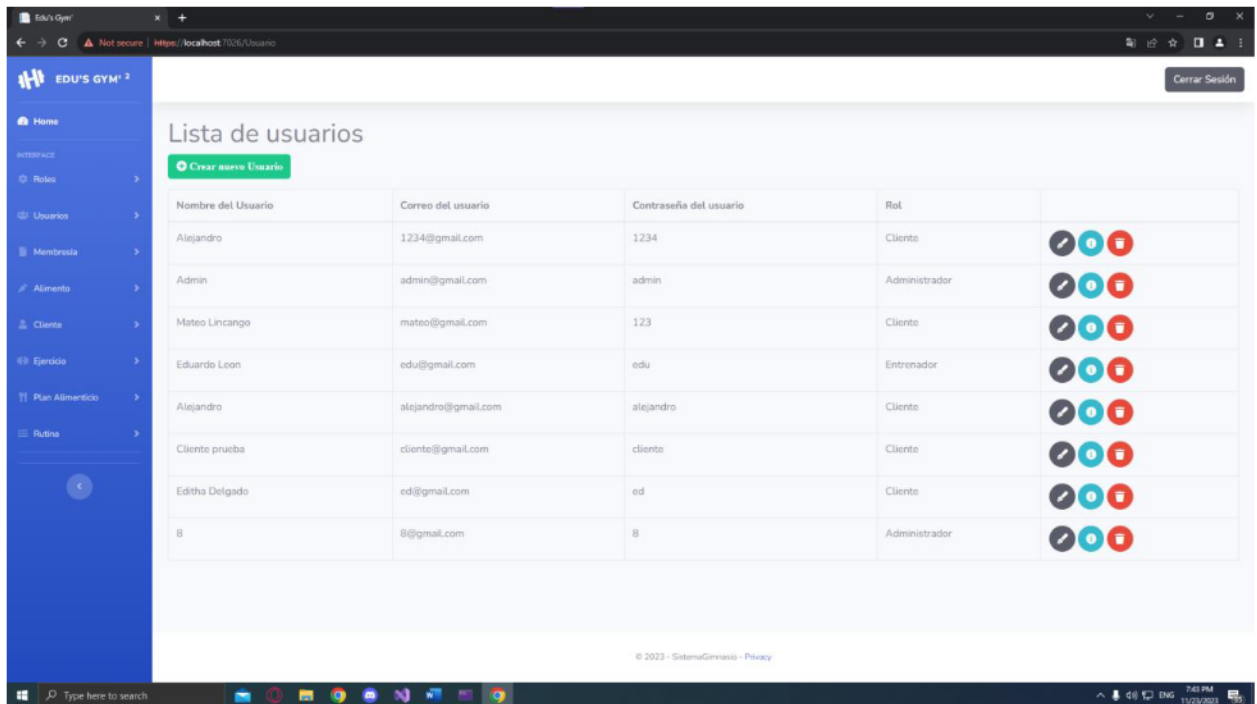 Edu's Gym'
Not secure | https://localhost:7026/Usuario
EDU'S GYM' 2
Cerrar Sesión
Home
INTERFACE
Roles
Usuarios
Membresía
Alimento
Cliente
Ejercicio
Plan Alimenticio
Rutina
Lista de usuarios
Crear nuevo Usuario
Nombre del Usuario Correo del usuario Contraseña del usuario Rol
Alejandro 1234@gmail.com 1234 Cliente
Admin admin@gmail.com admin Administrador
Mateo Lincango mateo@gmail.com 123 Cliente
Eduardo Leon edu@gmail.com edu Entrenador
Alejandro alejandro@gmail.com alejandro Cliente
Cliente prueba cliente@gmail.com cliente Cliente
Editha Delgado ed@gmail.com ed Cliente
8 8@gmail.com 8 Administrador
© 2023 - SistemaGimnasio - Privacy
Type here to search
ENG 7:43 PM
11/23/2023